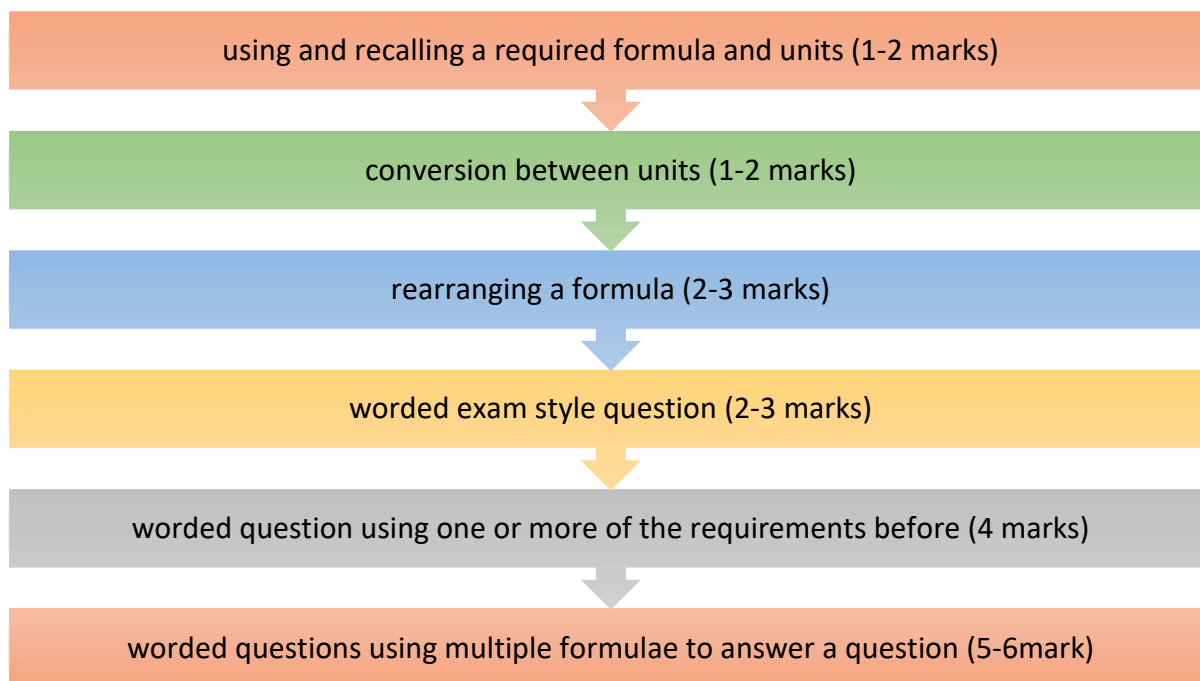 using and recalling a required formula and units (1-2 marks)
conversion between units (1-2 marks)
rearranging a formula (2-3 marks)
worded exam style question (2-3 marks)
worded question using one or more of the requirements before (4 marks)
worded questions using multiple formulae to answer a question (5-6mark)